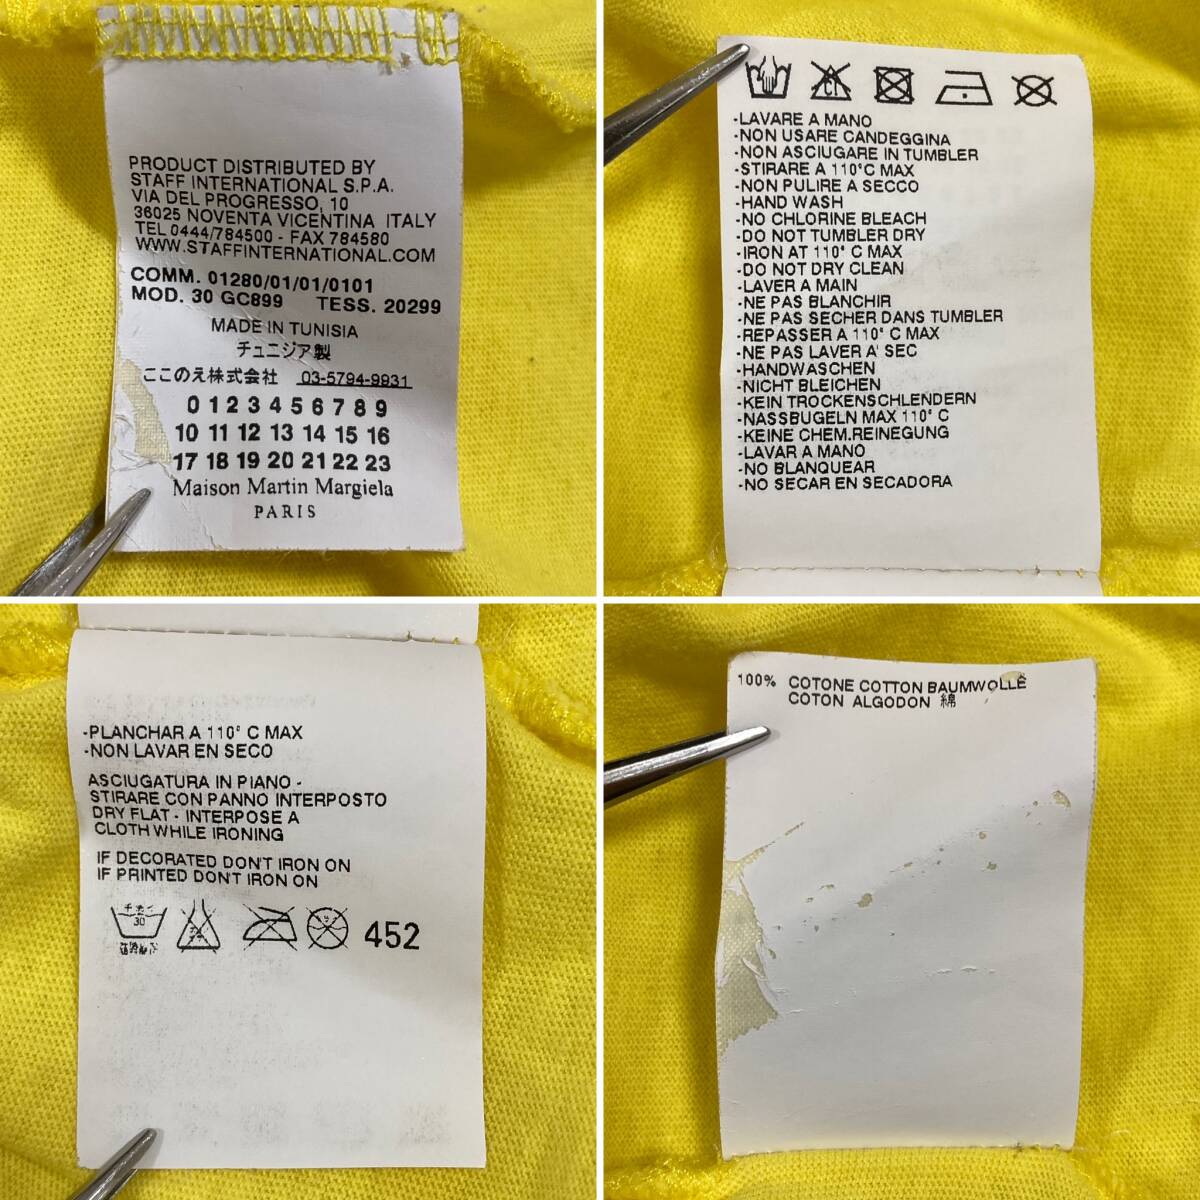 PRODUCT DISTRIBUTED BY
STAFF INTERNATIONAL S.P.A.
VIA DEL PROGRESSO, 10
36025 NOVENTA VICENTINA ITALY
TEL 0444/784500 - FAX 784580
WWW.STAFFINTERNATIONAL.COM
COMM. 01280/01/01/0101
MOD. 30 GC899 TESS. 20299
MADE IN TUNISIA
チュニジア製
ここのえ株式会社 03-5794-9931
0 1 2 3 4 5 6 7 8 9
10 11 12 13 14 15 16
17 18 19 20 21 22 23
Maison Martin Margiela
PARIS
Cl
-LAVARE A MANO
-NON USARE CANDEGGINA
-NON ASCIUGARE IN TUMBLER
-STIRARE A 110°C MAX
-NON PULIRE A SECCO
-HAND WASH
-NO CHLORINE BLEACH
-DO NOT TUMBLER DRY
-IRON AT 110° C MAX
-DO NOT DRY CLEAN
-LAVER A MAIN
-NE PAS BLANCHIR
-NE PAS SECHER DANS TUMBLER
-REPASSER A 110° C MAX
-NE PAS LAVER A' SEC
-HANDWASCHEN
-NICHT BLEICHEN
-KEIN TROCKENSCHLENDERN
-NASSBUGELN MAX 110° C
-KEINE CHEM.REINEGUNG
-LAVAR A MANO
-NO BLANQUEAR
-NO SECAR EN SECADORA
-PLANCHAR A 110° C MAX
-NON LAVAR EN SECO
ASCIUGATURA IN PIANO -
STIRARE CON PANNO INTERPOSTO
DRY FLAT - INTERPOSE A
CLOTH WHILE IRONING
IF DECORATED DON'T IRON ON
IF PRINTED DON'T IRON ON
30
452
100% COTONE COTTON BAUMWOLLE
COTON ALGODON 綿